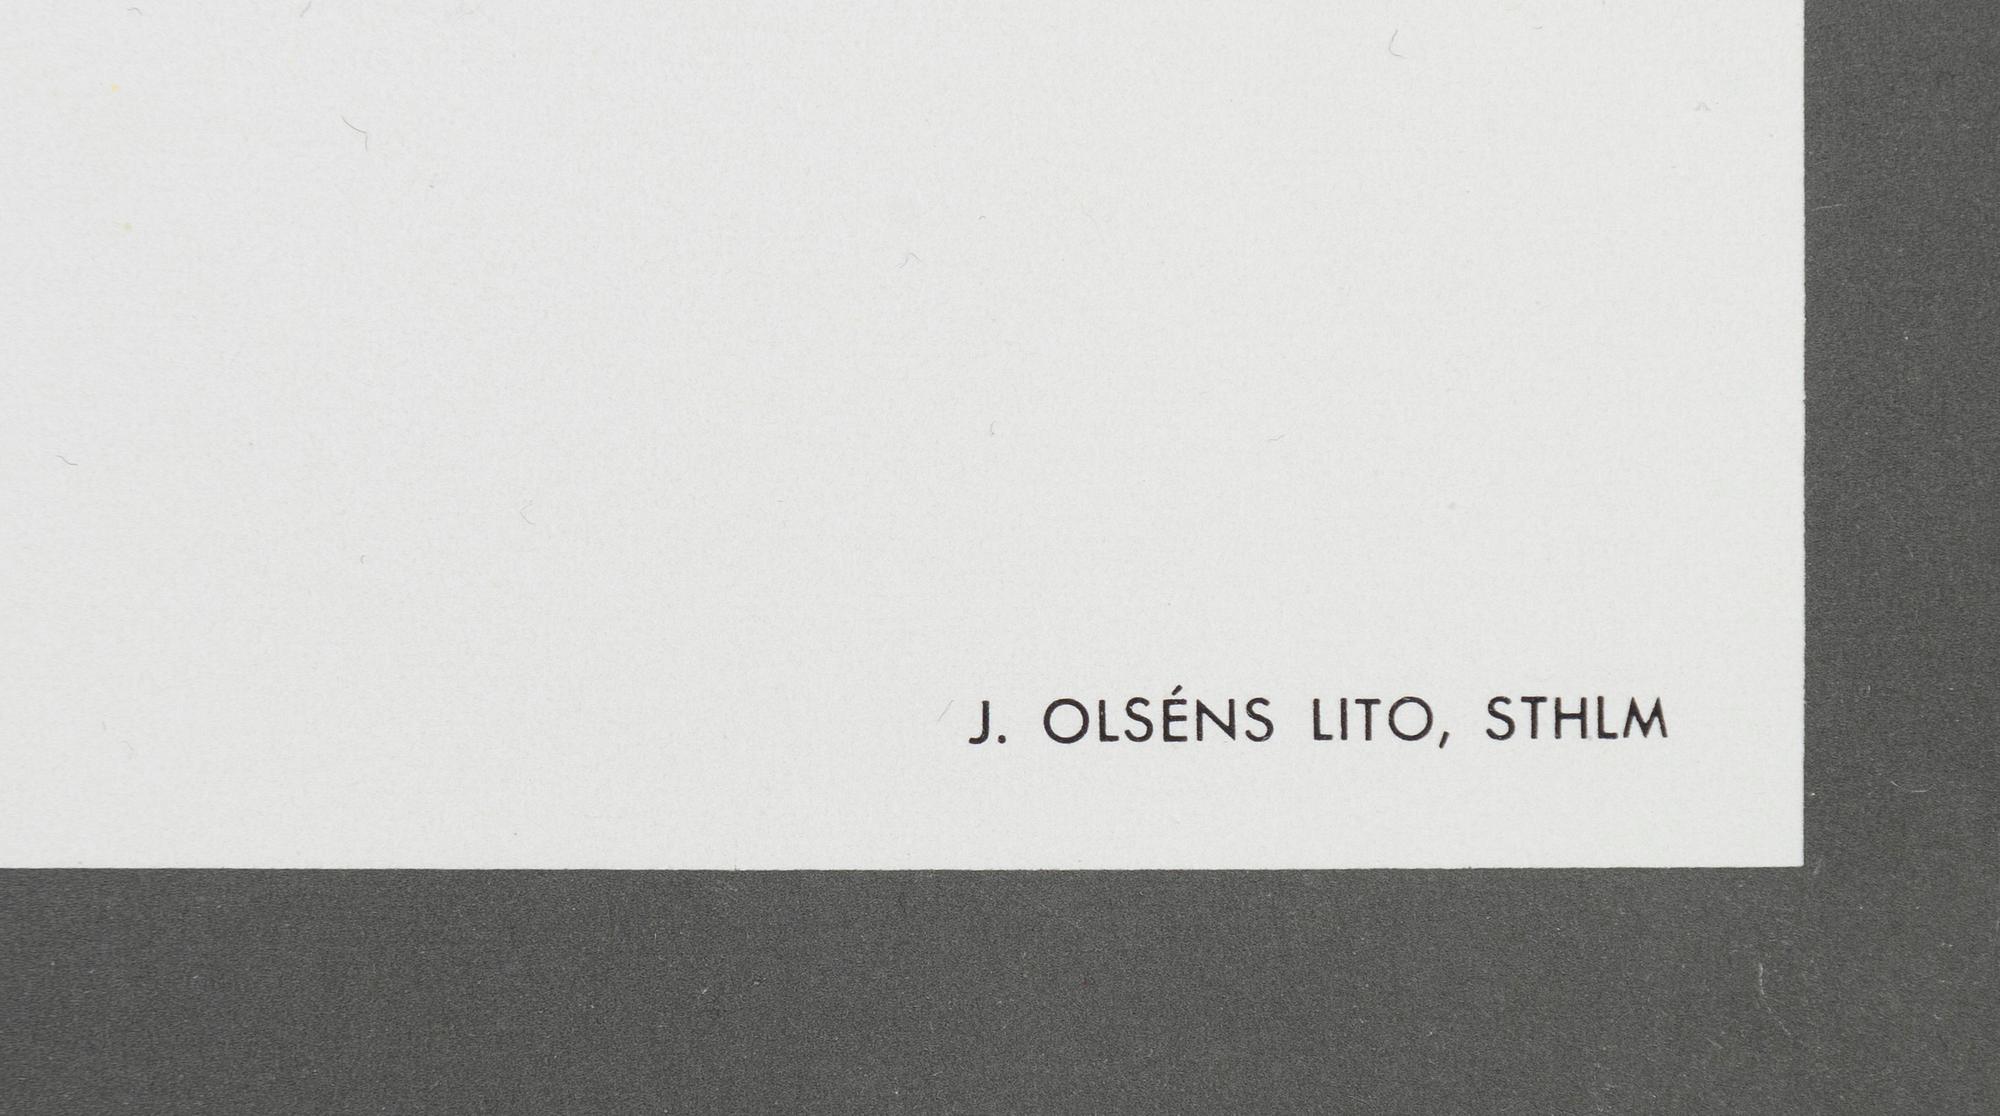 J. OLSÉNS LITO, STHLM